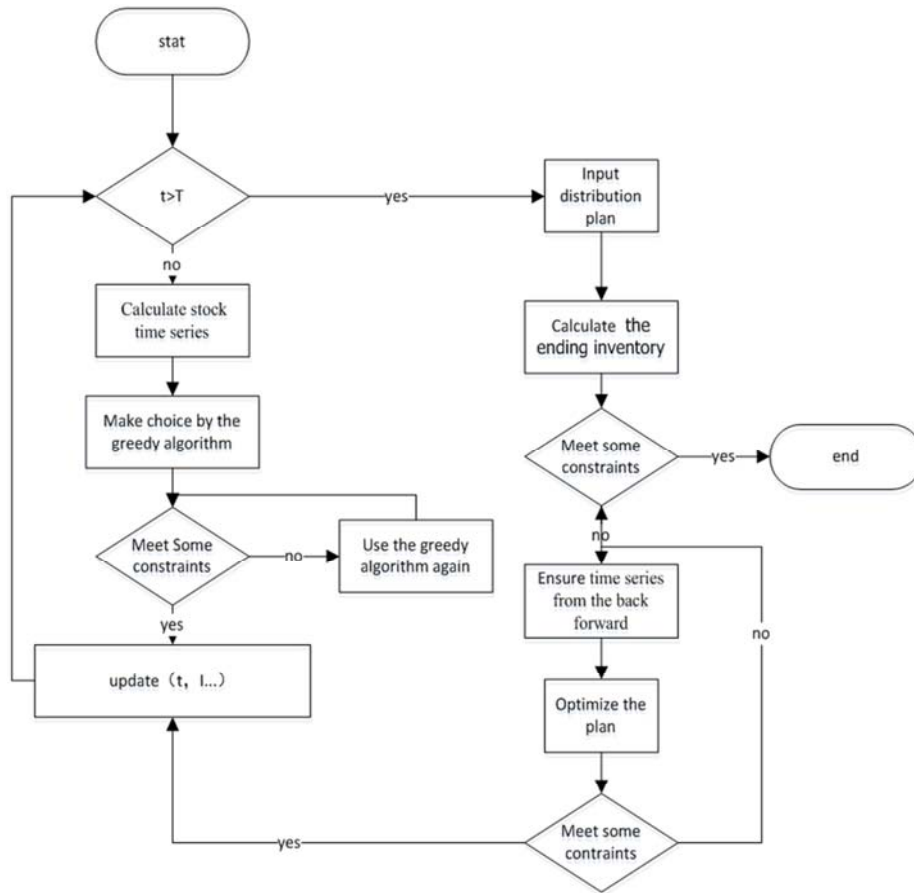 stat
t>T
yes
Input
distribution
plan
no
Calculate stock
time series
Calculate the
ending inventory
Make choice by the
greedy algorithm
Meet some
constraints
yes
end
Meet Some
constraints
no
Use the greedy
algorithm again
no
Ensure time series
from the back
forward
yes
no
update（t，I...）
Optimize the
plan
yes
Meet some
contraints